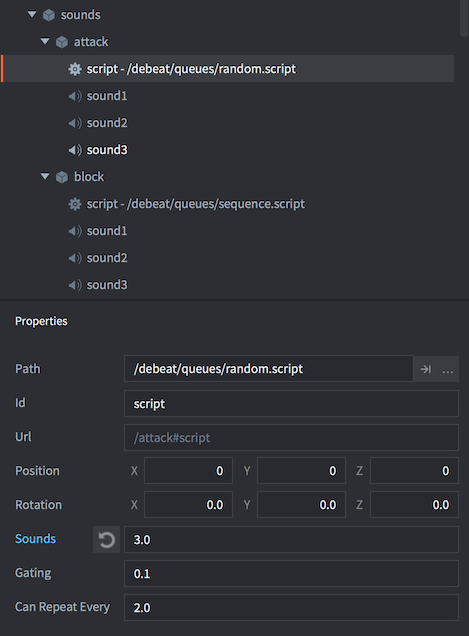 sounds
attack
script - /debeat/queues/random.script
sound1
sound2
sound3
block
script - /debeat/queues/sequence.script
sound1
sound2
sound3
Properties
Path /debeat/queues/random.script ...
Id script
Url /attack#script
Position X 0 Y 0 Z 0
Rotation X 0.0 Y 0.0 Z 0.0
Sounds 3.0
Gating 0.1
Can Repeat Every 2.0